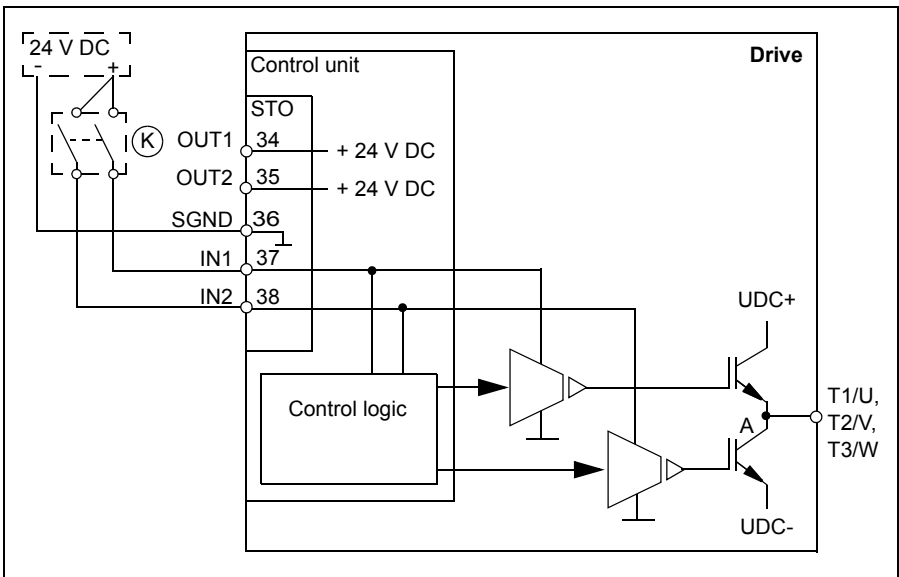 24 V DC
- +
K
Drive
Control unit
STO
OUT1 34 + 24 V DC
OUT2 35 + 24 V DC
SGND 36
IN1 37
IN2 38
Control logic
UDC+
A
T1/U,
T2/V,
T3/W
UDC-